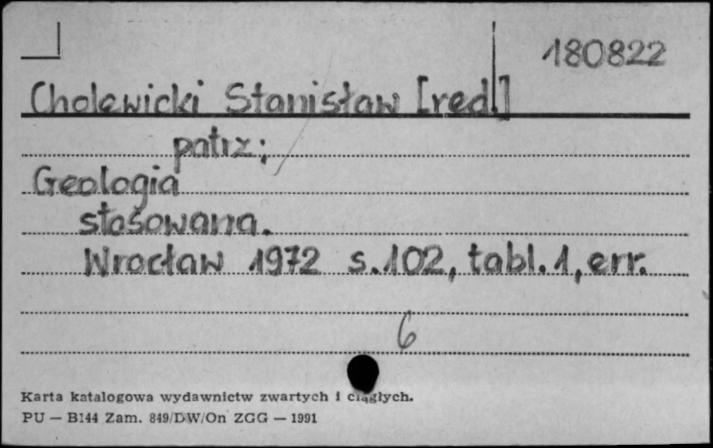 180822
Cholewicki Stanisław [red.]
patrz;
Geologia
stosowana.
Wrocław 1972 s.102, tabl.1, err.
6
Karta katalogowa wydawnictw zwartych i ciągłych.
PU — B144 Zam. 849/DW/On ZGG — 1991